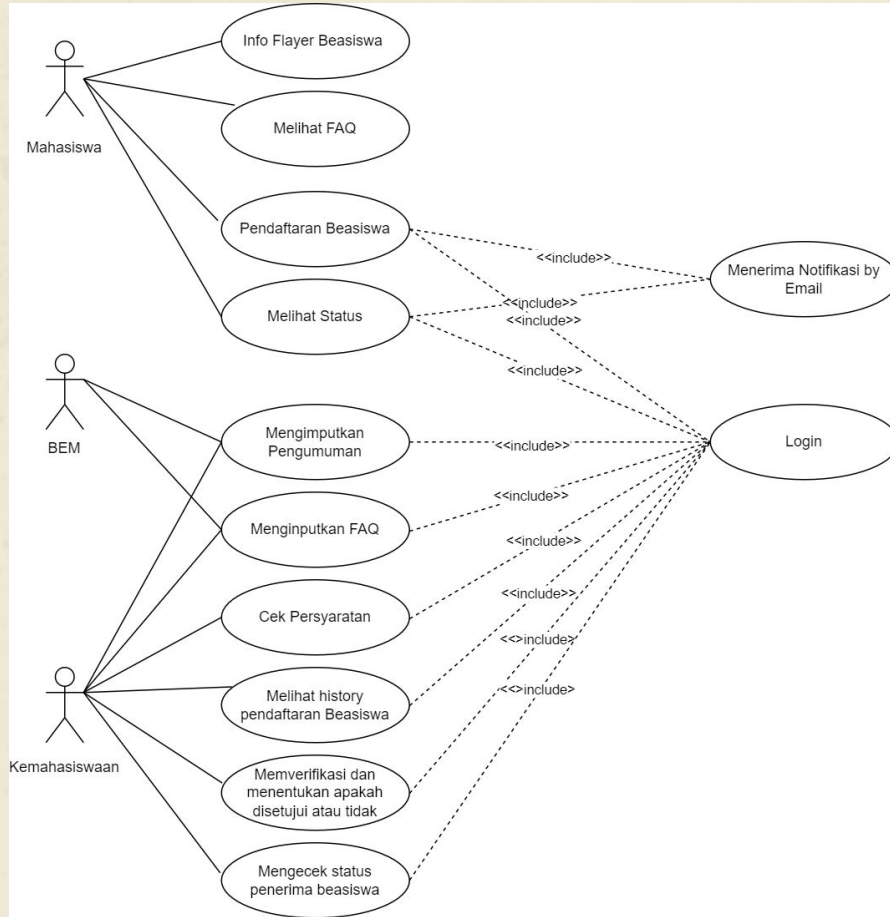 Info Flayer Beasiswa
Mahasiswa
Melihat FAQ
Pendaftaran Beasiswa
<<include>>
Menerima Notifikasi by
Email
Melihat Status
<<include>>
<<include>>
<<include>>
BEM
Mengimputkan
Pengumuman
<<include>>
Login
Menginputkan FAQ
<<include>>
<<include>>
Cek Persyaratan
<<include>>
<<>include>
Kemahasiswaan
Melihat history
pendaftaran Beasiswa
<<>include>
Memverifikasi dan
menentukan apakah
disetujui atau tidak
Mengecek status
penerima beasiswa